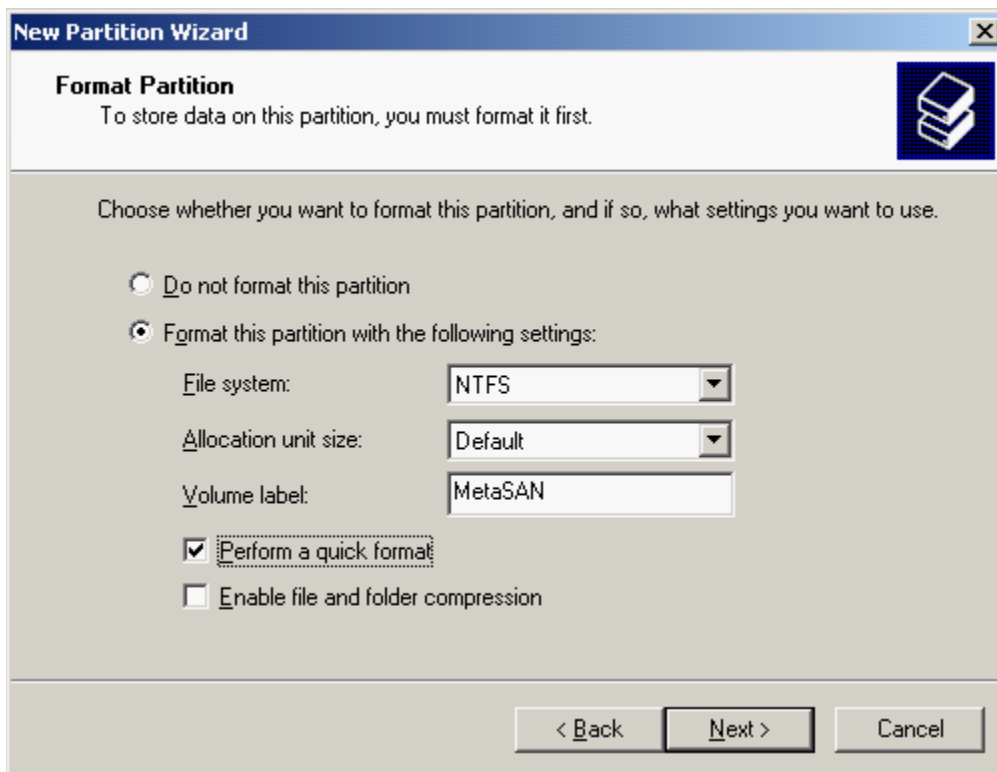 New Partition Wizard
Format Partition
To store data on this partition, you must format it first.
Choose whether you want to format this partition, and if so, what settings you want to use.
Do not format this partition
Format this partition with the following settings:
File system: NTFS
Allocation unit size: Default
Volume label: MetaSAN
Perform a quick format
Enable file and folder compression
< Back Next > Cancel